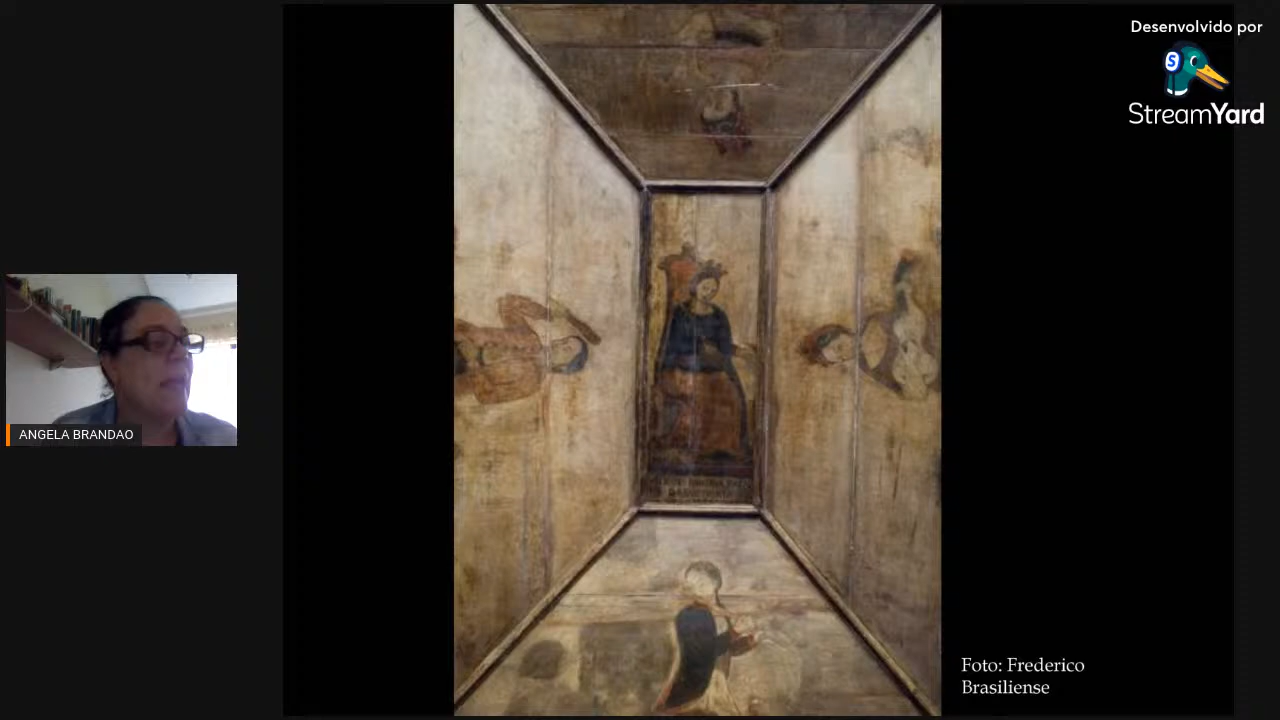 Desenvolvido por
S
StreamYard
ANGELA BRANDAO
Foto: Frederico
Brasiliense